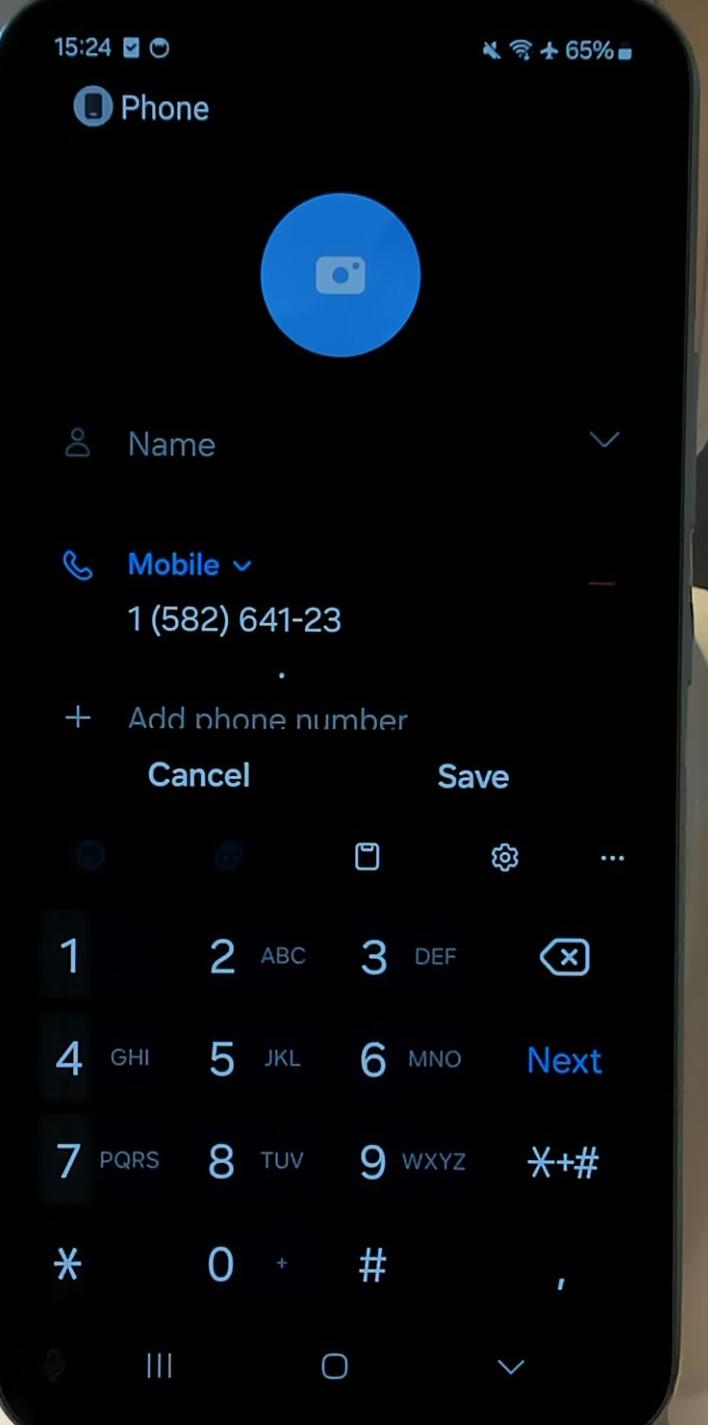 15:24 65%
Phone
Name
Mobile
1 (582) 641-23
Add phone number
Cancel Save
1 2 ABC 3 DEF
4 GHI 5 JKL 6 MNO Next
7 PQRS 8 TUV 9 WXYZ *+#
* 0 + # ,